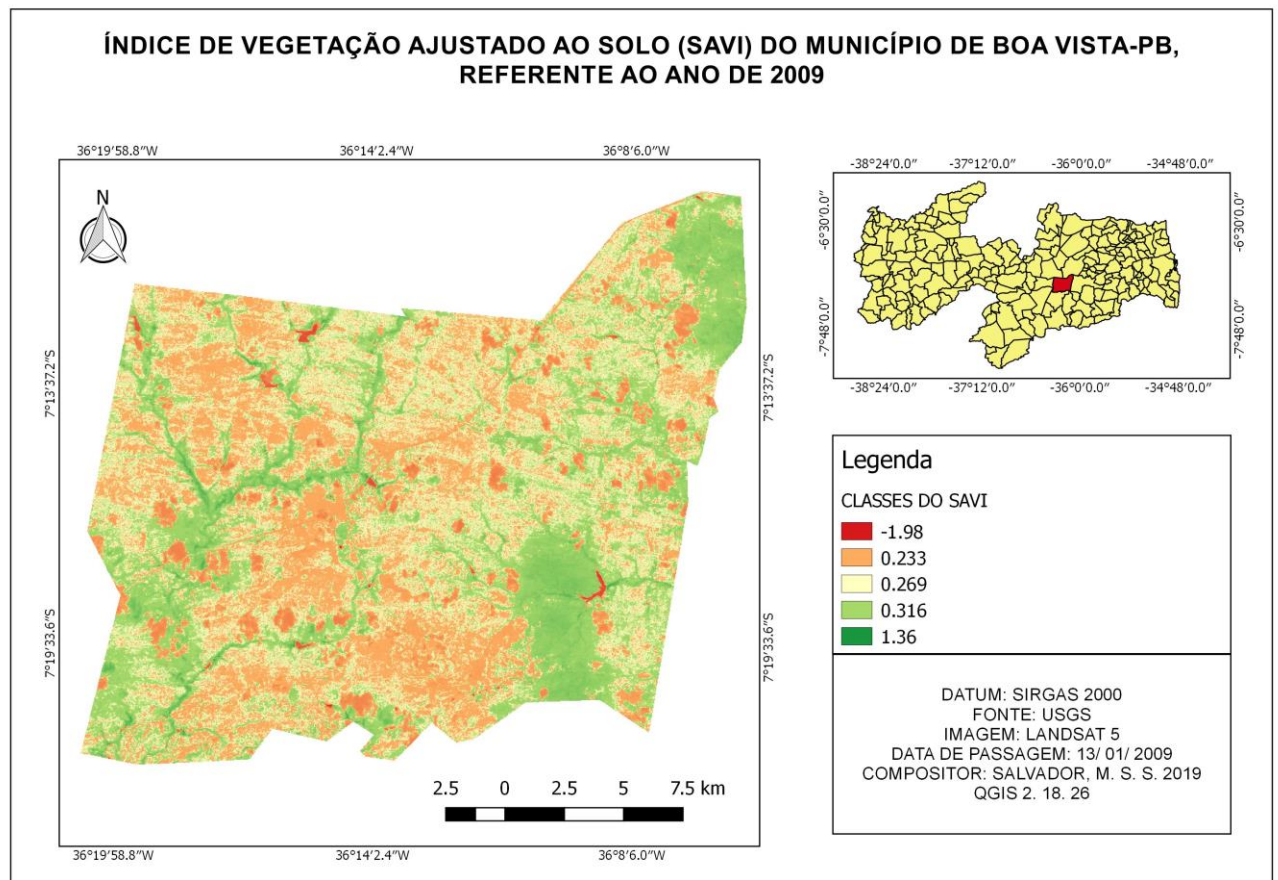 ÍNDICE DE VEGETAÇÃO AJUSTADO AO SOLO (SAVI) DO MUNICÍPIO DE BOA VISTA-PB,
REFERENTE AO ANO DE 2009
36°19'58.8"W 36°14'2.4"W 36°8'6.0"W
N
7°13'37.2"S 7°13'37.2"S
7°19'33.6"S 7°19'33.6"S
2.5 0 2.5 5 7.5 km
36°19'58.8"W 36°14'2.4"W 36°8'6.0"W
-38°24'0.0" -37°12'0.0" -36°0'0.0" -34°48'0.0"
-6°30'0.0" -6°30'0.0"
-7°48'0.0" -7°48'0.0"
-38°24'0.0" -37°12'0.0" -36°0'0.0" -34°48'0.0"
Legenda
CLASSES DO SAVI
-1.98
0.233
0.269
0.316
1.36
DATUM: SIRGAS 2000
FONTE: USGS
IMAGEM: LANDSAT 5
DATA DE PASSAGEM: 13/ 01/ 2009
COMPOSITOR: SALVADOR, M. S. S. 2019
QGIS 2. 18. 26